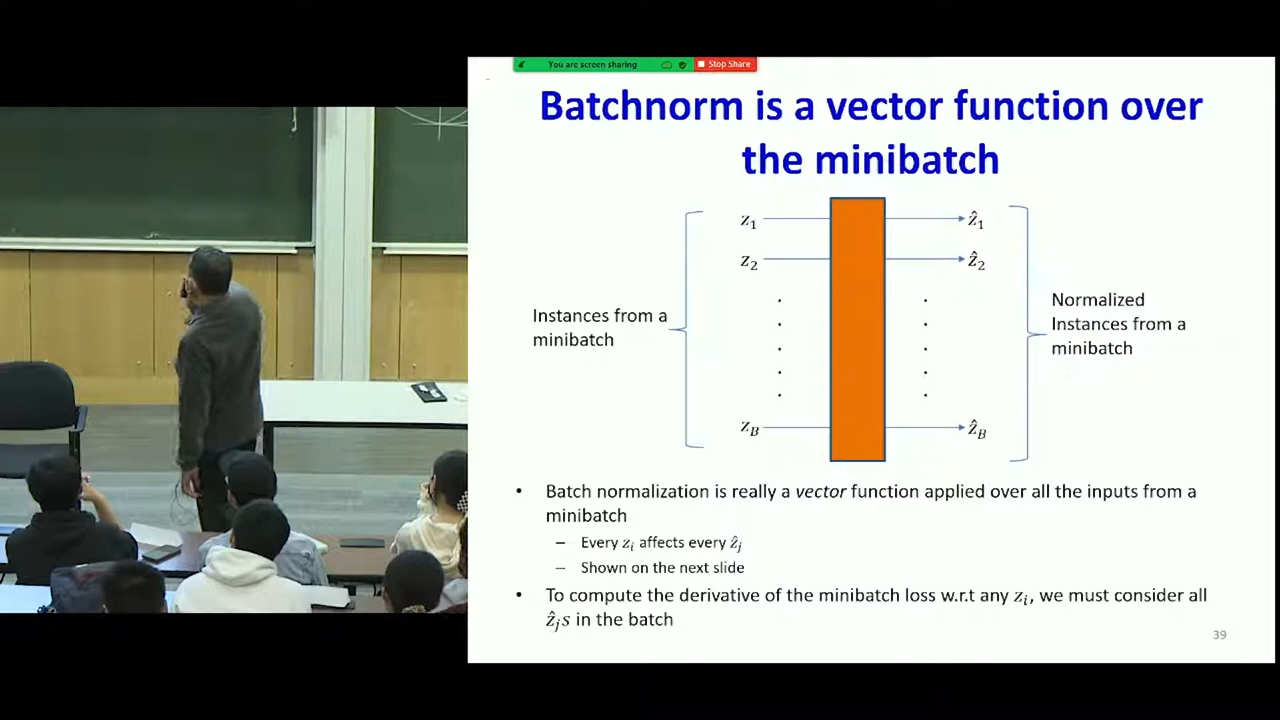 You are screen sharing
Stop Share
Batchnorm is a vector function over
the minibatch
z₁
ẑ₁
z₂
ẑ₂
Instances from a
minibatch
Normalized
Instances from a
minibatch
z_B
ẑ_B
• Batch normalization is really a vector function applied over all the inputs from a
minibatch
– Every zᵢ affects every ẑⱼ
– Shown on the next slide
• To compute the derivative of the minibatch loss w.r.t any zᵢ, we must consider all
ẑⱼs in the batch
39